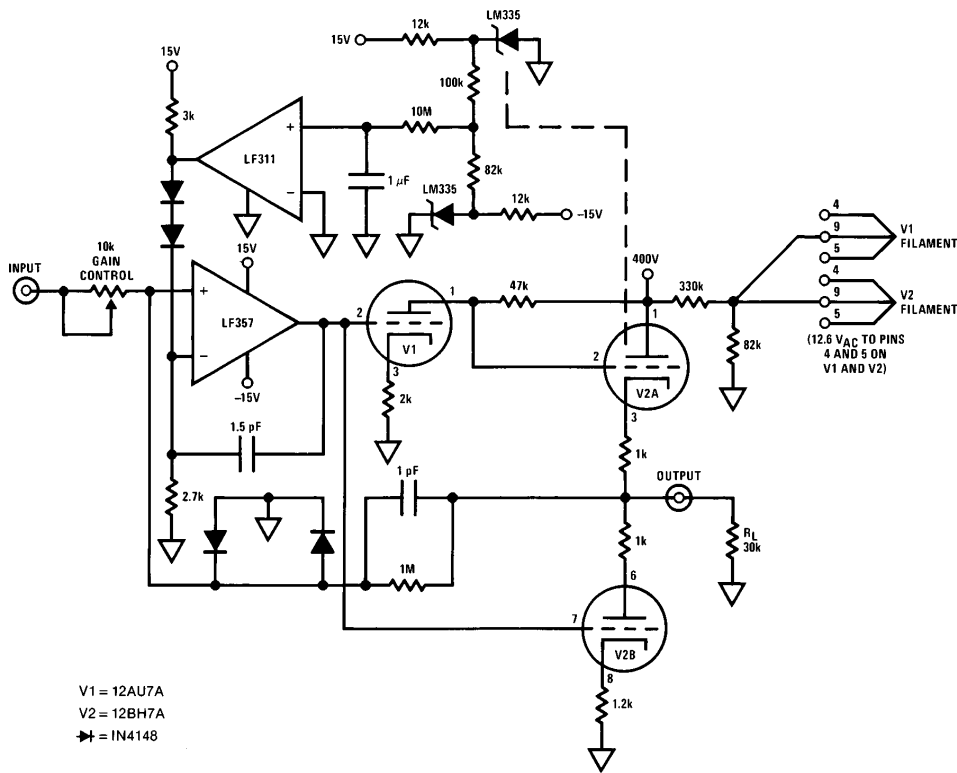 LM335
15V
12k
15V
100k
3k
10M
+
LF311
−
82k
1 μF
LM335
12k
−15V
4
9
5
V1
FILAMENT
4
9
5
V2
FILAMENT
(12.6 VAC TO PINS
4 AND 5 ON
V1 AND V2)
10k
GAIN
CONTROL
INPUT
15V
+
LF357
−
−15V
400V
1
47k
330k
2
V1
3
2k
1
2
V2A
3
82k
1.5 pF
1k
1 pF
OUTPUT
2.7k
RL
30k
1k
1M
6
7
V2B
8
1.2k
V1 = 12AU7A
V2 = 12BH7A
= IN4148